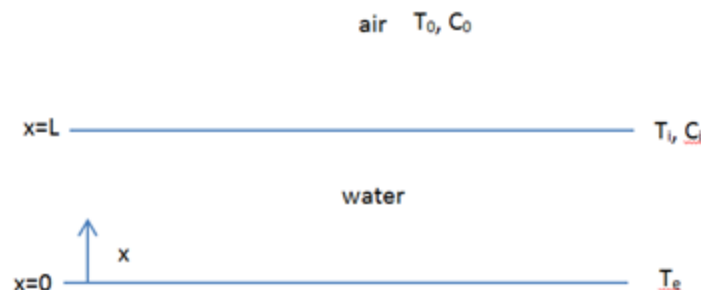 air T₀, C₀
x=L Tᵢ, Cᵢ
water
x
x=0 Tₑ